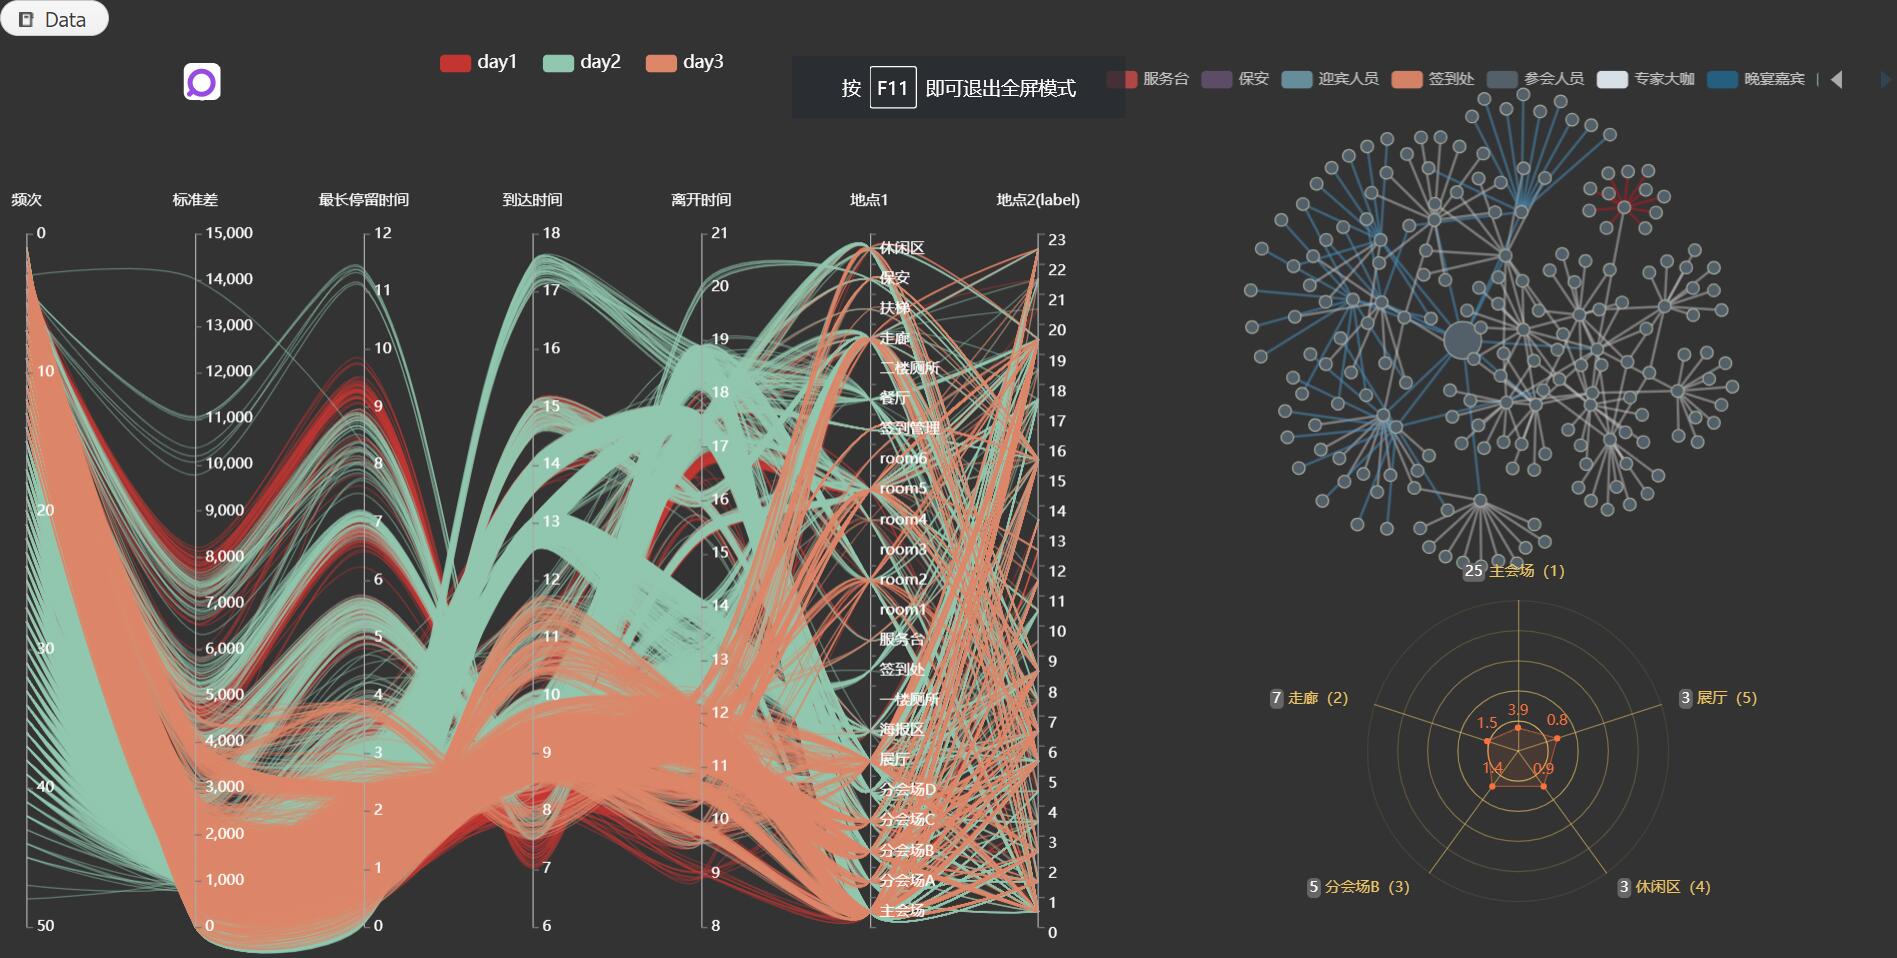 Data
day1 day2 day3
按 F11 即可退出全屏模式
服务台 保安 迎宾人员 签到处 参会人员 专家大咖 晚宴嘉宾
频次 标准差 最长停留时间 到达时间 离开时间 地点1 地点2(label)
0
10
20
30
40
50
15,000
14,000
13,000
12,000
11,000
10,000
9,000
8,000
7,000
6,000
5,000
4,000
3,000
2,000
1,000
0
12
11
10
9
8
7
6
5
4
3
2
1
0
18
17
16
15
14
13
12
11
10
9
8
7
6
21
20
19
18
17
16
15
14
13
12
11
10
9
8
休闲区
保安
扶梯
走廊
二楼厕所
餐厅
签到管理
room6
room5
room4
room3
room2
room1
服务台
签到处
一楼厕所
海报区
展厅
分会场D
分会场C
分会场B
分会场A
主会场
23
22
21
20
19
18
17
16
15
14
13
12
11
10
9
8
7
6
5
4
3
2
1
0
25 主会场 (1)
7 走廊 (2)
3 展厅 (5)
3.9
1.5
0.8
1.4
0.9
5 分会场B (3)
3 休闲区 (4)